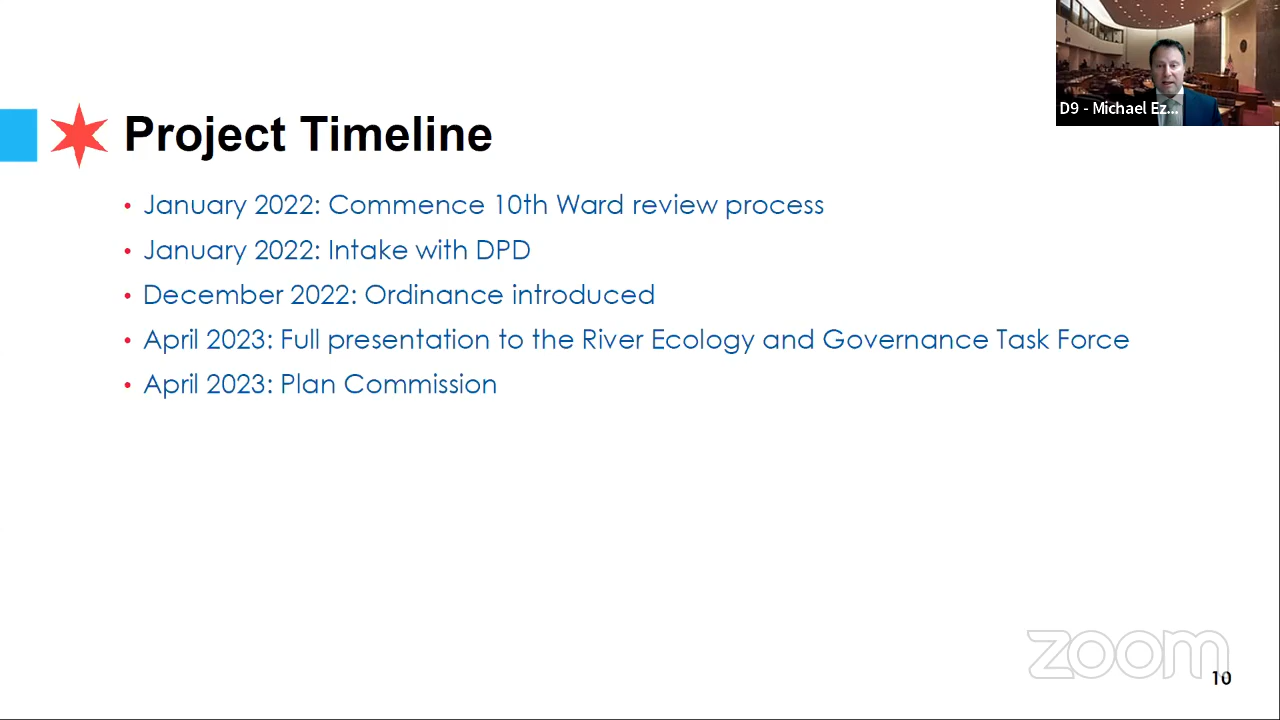 D9 - Michael Ez...
Project Timeline
• January 2022: Commence 10th Ward review process
• January 2022: Intake with DPD
• December 2022: Ordinance introduced
• April 2023: Full presentation to the River Ecology and Governance Task Force
• April 2023: Plan Commission
zoom
10